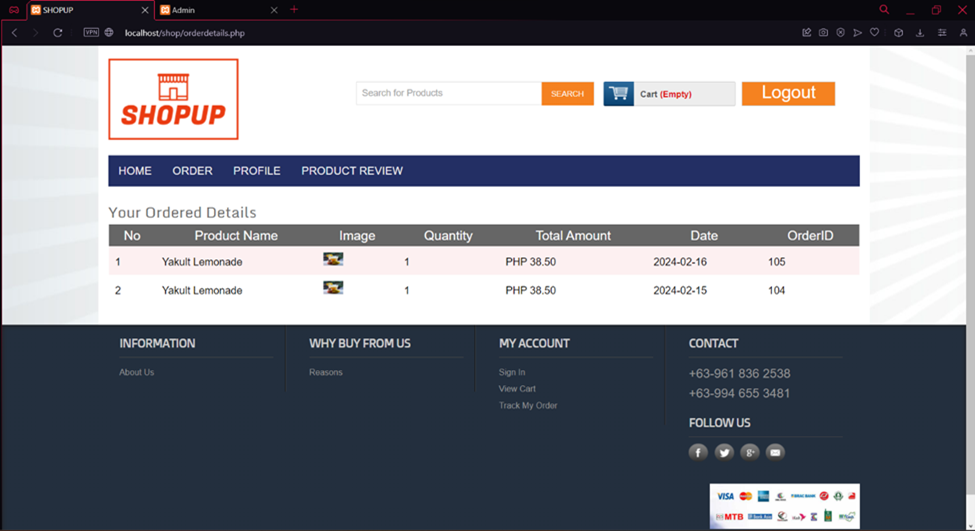 SHOPUP
Admin
VPN
localhost/shop/orderdetails.php
SHOPUP
Search for Products
SEARCH
Cart (Empty)
Logout
HOME ORDER PROFILE PRODUCT REVIEW
Your Ordered Details
No Product Name Image Quantity Total Amount Date OrderID
1 Yakult Lemonade 1 PHP 38.50 2024-02-16 105
2 Yakult Lemonade 1 PHP 38.50 2024-02-15 104
INFORMATION
About Us
WHY BUY FROM US
Reasons
MY ACCOUNT
Sign In
View Cart
Track My Order
CONTACT
+63-961 836 2538
+63-994 655 3481
FOLLOW US
VISA
MTB